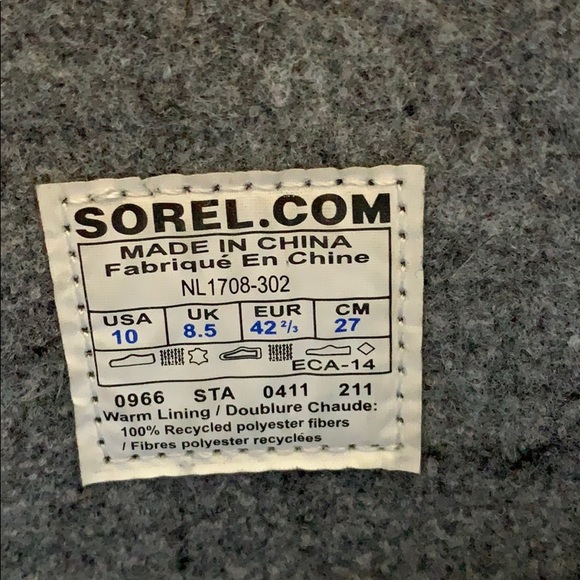 SOREL.COM
MADE IN CHINA
Fabriqué En Chine
NL1708-302
USA UK EUR CM
10 8.5 42 2/3 27
ECA-14
0966 STA 0411 211
Warm Lining / Doublure Chaude:
100% Recycled polyester fibers
/ Fibres polyester recyclées